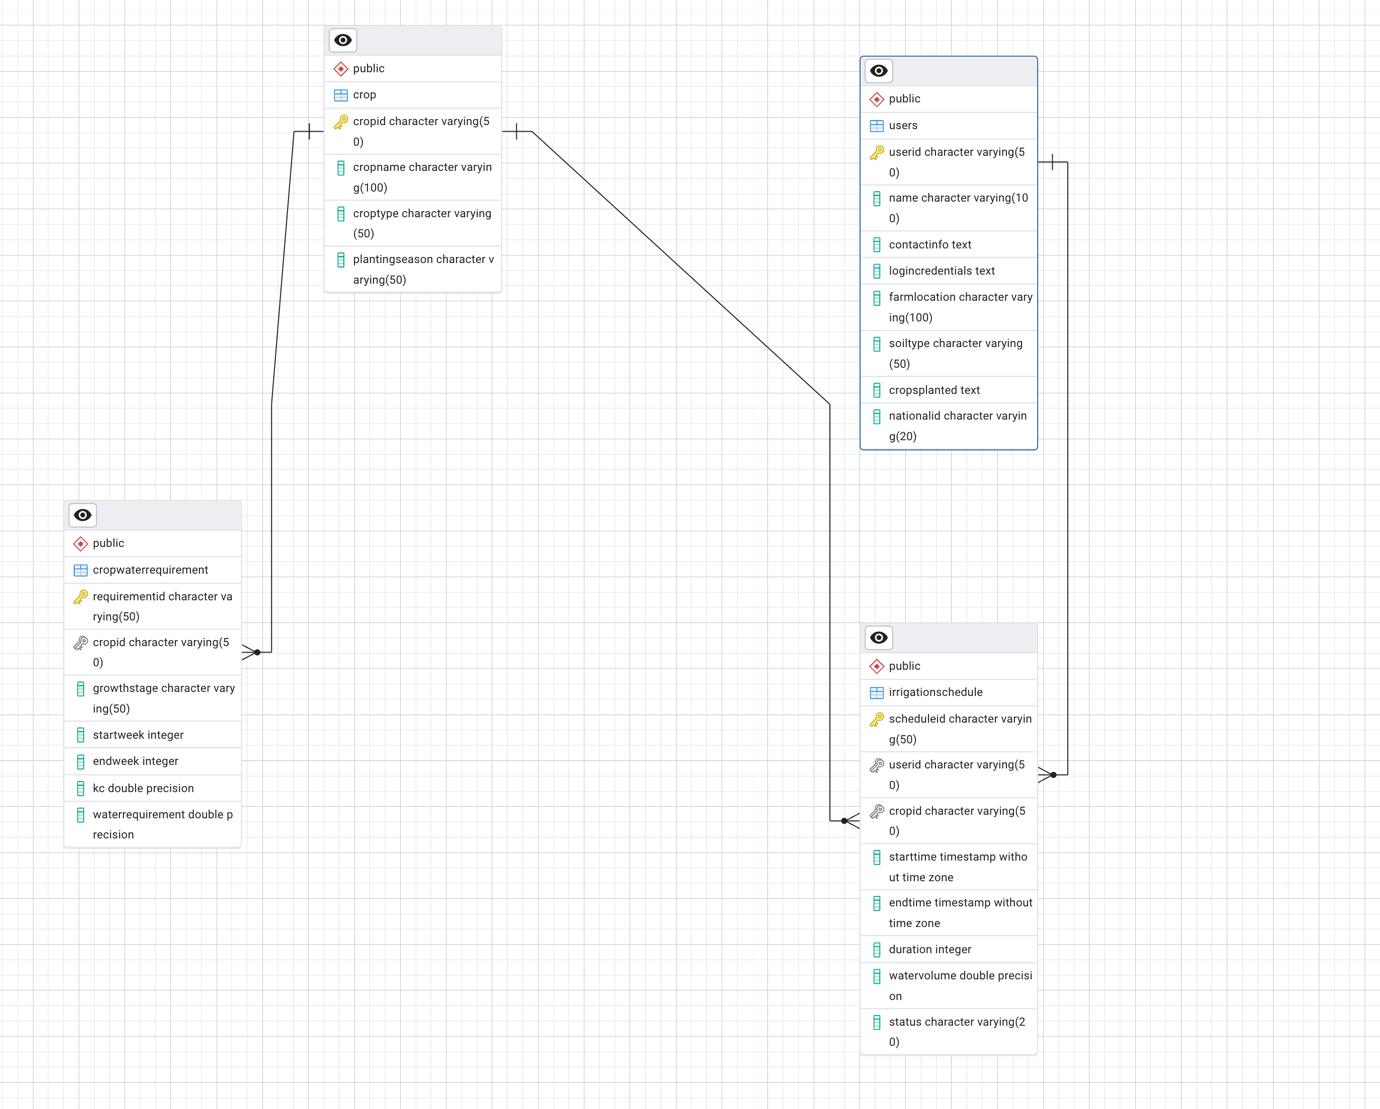 public
crop
cropid character varying(5
0)
cropname character varyin
g(100)
croptype character varying
(50)
plantingseason character v
arying(50)
public
users
userid character varying(5
0)
name character varying(10
0)
contactinfo text
logincredentials text
farmlocation character vary
ing(100)
soiltype character varying
(50)
cropsplanted text
nationalid character varyin
g(20)
public
cropwaterrequirement
requirementid character va
rying(50)
cropid character varying(5
0)
growthstage character vary
ing(50)
startweek integer
endweek integer
kc double precision
waterrequirement double p
recision
public
irrigationschedule
scheduleid character varyin
g(50)
userid character varying(5
0)
cropid character varying(5
0)
starttime timestamp witho
ut time zone
endtime timestamp without
time zone
duration integer
watervolume double precisi
on
status character varying(2
0)